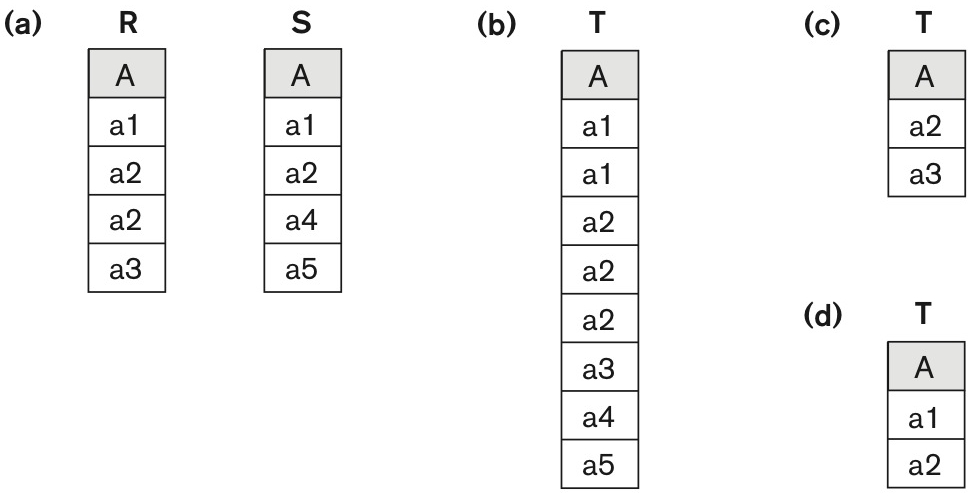 (a) R S
A A
a1 a1
a2 a2
a2 a4
a3 a5
(b) T
A
a1
a1
a2
a2
a2
a3
a4
a5
(c) T
A
a2
a3
(d) T
A
a1
a2